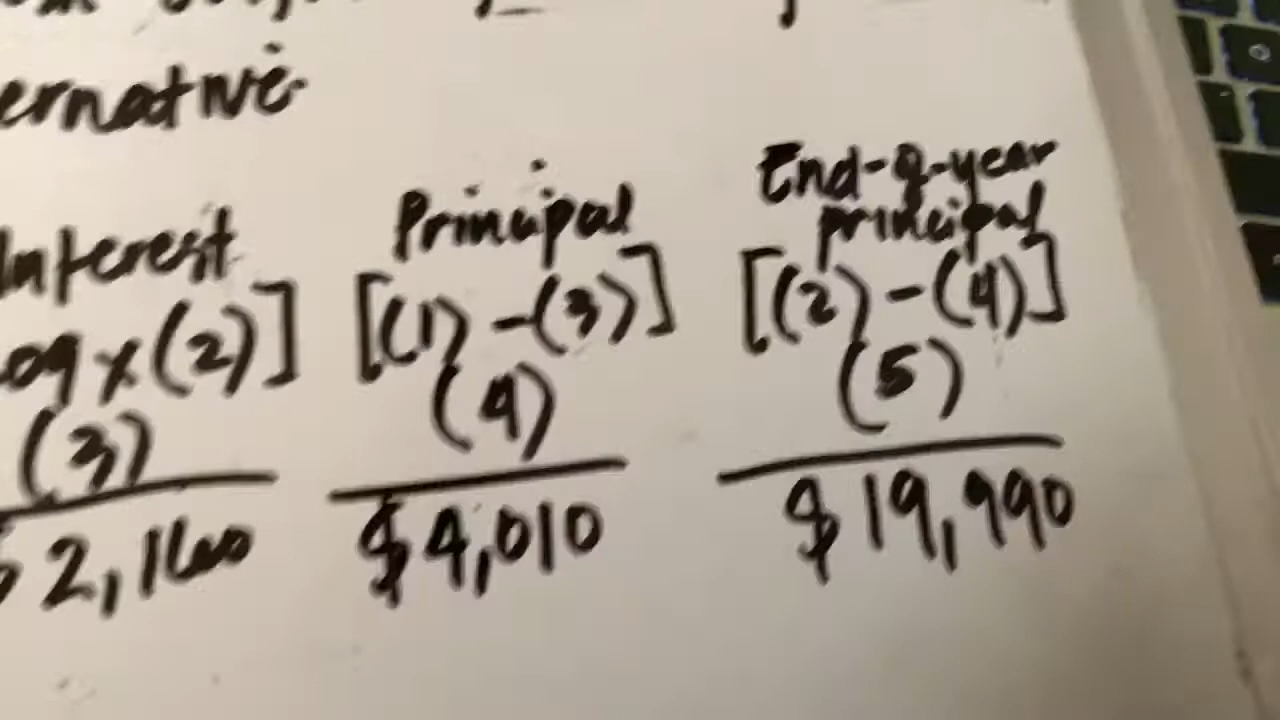 ernative
Interest Principal End-of-year principal
09 x (2)] [(1) - (3)] [(2) - (4)]
(3) (4) (5)
$2,160 $4,010 $19,990